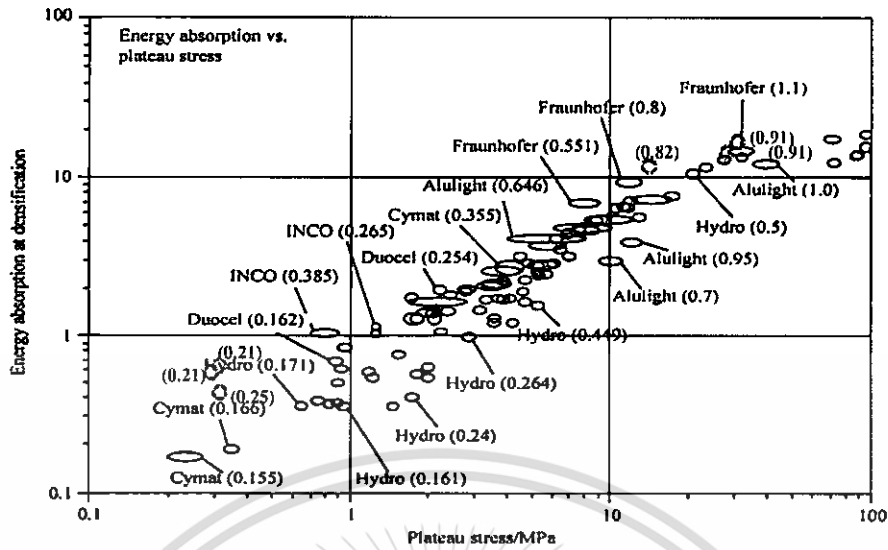 Energy absorption vs.
plateau stress
Energy absorption at densification
100
10
1
0.1
Fraunhofer (1.1)
Fraunhofer (0.8)
(0.91)
Fraunhofer (0.551)
(0.82)
(0.91)
Alulight (0.646)
Alulight (1.0)
INCO (0.265)
Cymat (0.355)
Hydro (0.5)
Duocel (0.254)
Alulight (0.95)
INCO (0.385)
Alulight (0.7)
Duocel (0.162)
Hydro (0.449)
(0.21)
Hydro (0.171)
(0.21)
Hydro (0.264)
(0.25)
Cymat (0.166)
Hydro (0.24)
Cymat (0.155)
Hydro (0.161)
0.1 1 10 100
Plateau stress/MPa